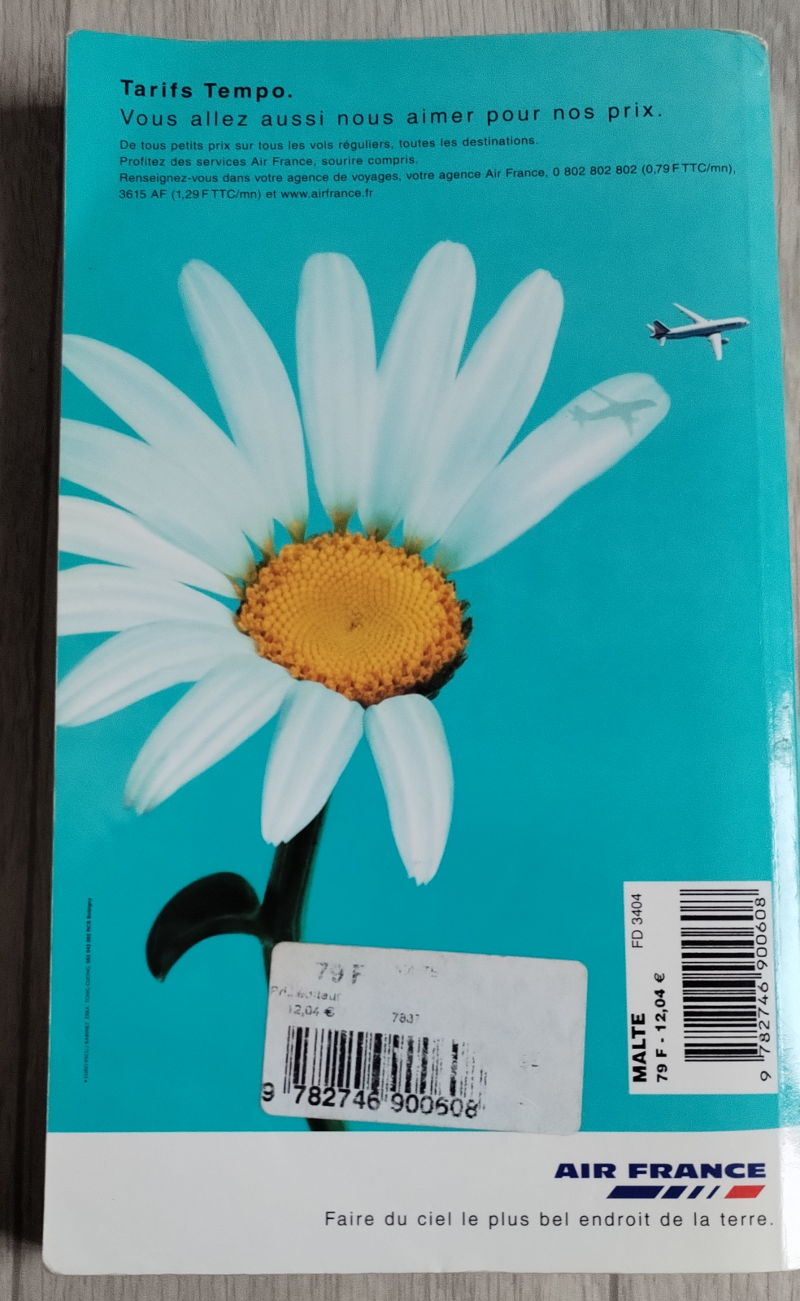 Tarifs Tempo.
Vous allez aussi nous aimer pour nos prix.
De tous petits prix sur tous les vols réguliers, toutes les destinations.
Profitez des services Air France, sourire compris.
Renseignez-vous dans votre agence de voyages, votre agence Air France, 0 802 802 802 (0,79 F TTC/mn),
3615 AF (1,29 F TTC/mn) et www.airfrance.fr
79 F
12,04 €
9 782746 900608
MALTE FD 3404
79 F - 12,04 €
9 782746 900608
AIR FRANCE
Faire du ciel le plus bel endroit de la terre.